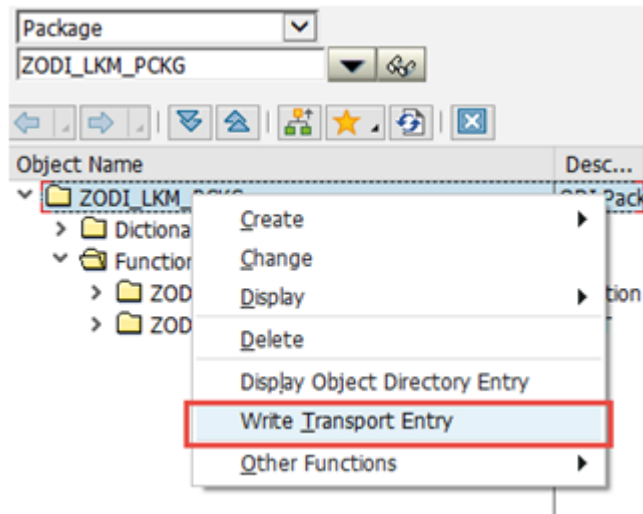 Package
ZODI_LKM_PCKG
Object Name Desc...
ZODI_LKM_PCKG
Create
Dictiona
Change
Function
ZOD
Display
tion
ZOD
Delete
Display Object Directory Entry
Write Transport Entry
Other Functions